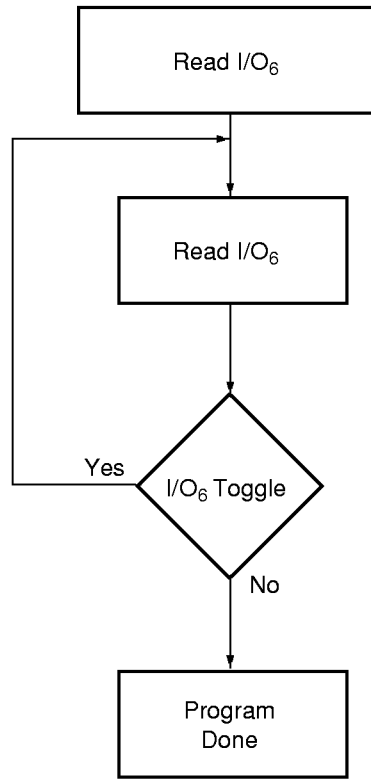 Read I/O₆
Read I/O₆
Yes
I/O₆ Toggle
No
Program
Done